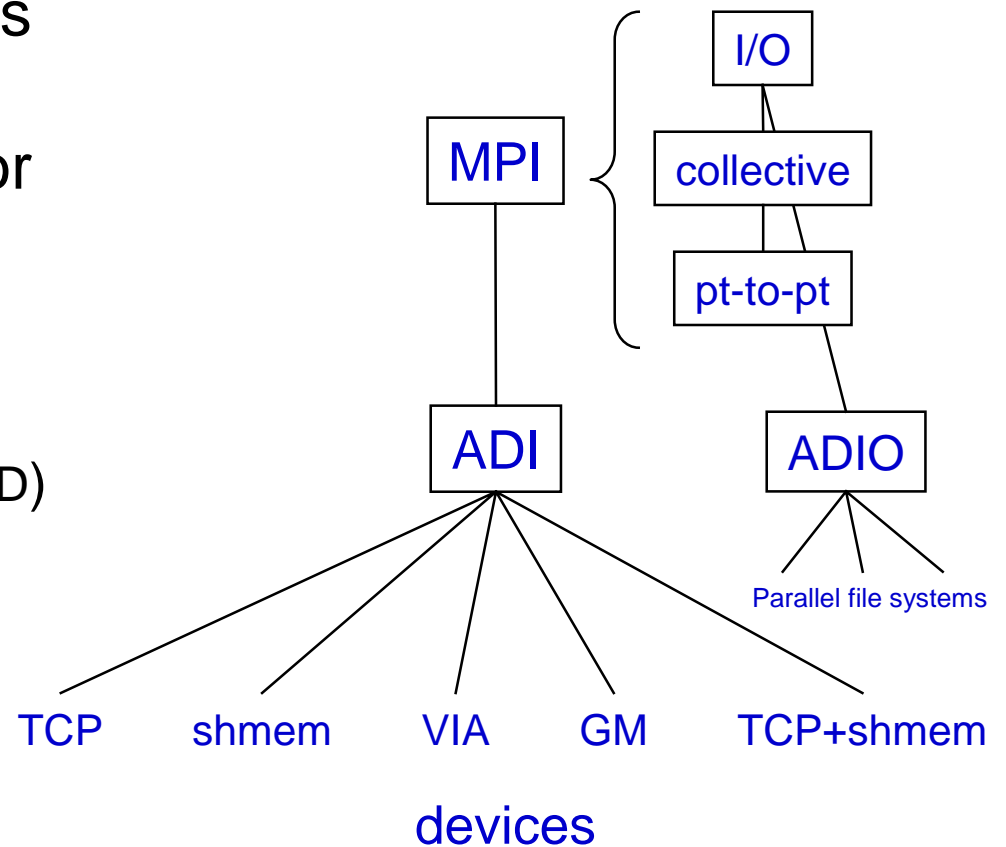 s
I/O
or
MPI
collective
pt-to-pt
ADI
ADIO
D)
Parallel file systems
TCP shmem VIA GM TCP+shmem
devices